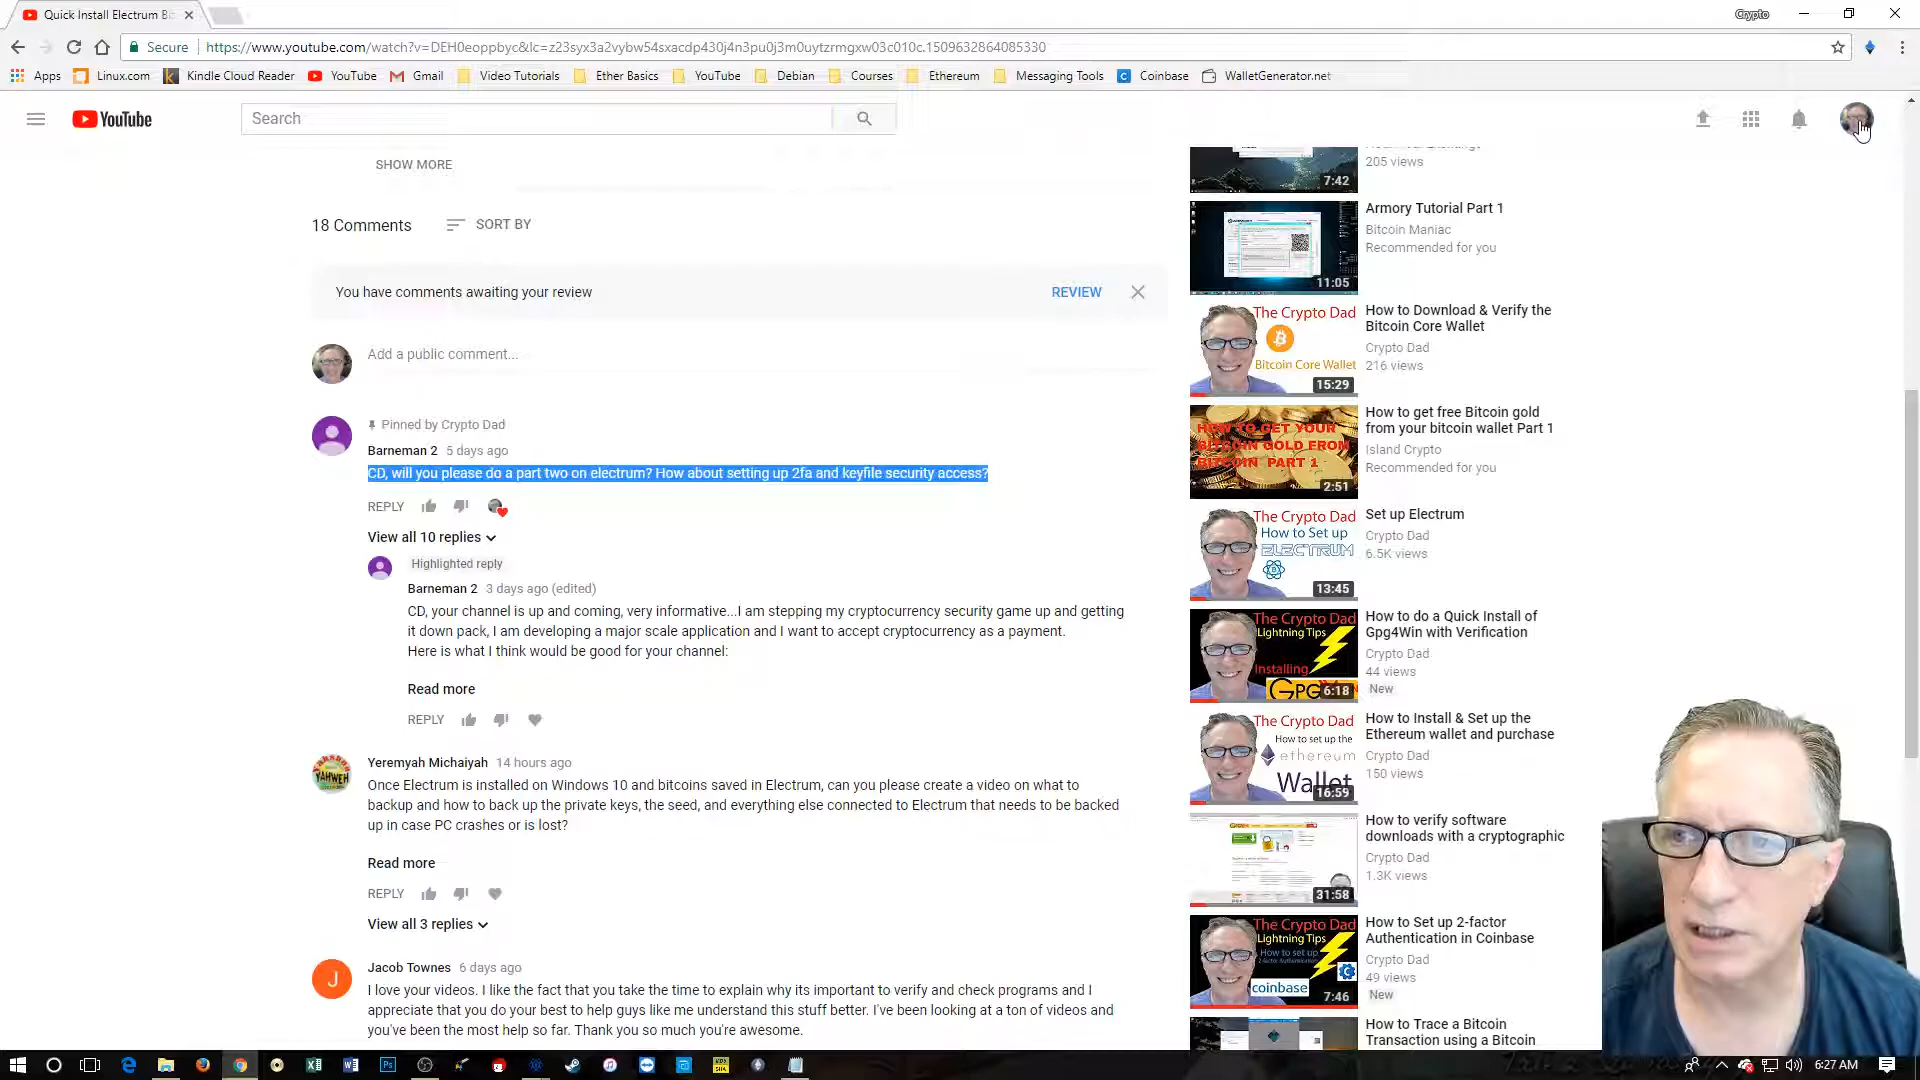 Quick Install Electrum Bi
Crypto
Secure
https://www.youtube.com/watch?v=DEH0eoppbyc&lc=z23syx3a2vybw54sxacdp430j4n3pu0j3m0uytzrmgxw03c010c.1509632864085330
Apps
Linux.com
Kindle Cloud Reader
YouTube
Gmail
Video Tutorials
Ether Basics
YouTube
Debian
Courses
Ethereum
Messaging Tools
Coinbase
WalletGenerator.net
YouTube
Search
SHOW MORE
18 Comments
SORT BY
You have comments awaiting your review
REVIEW
Add a public comment...
Pinned by Crypto Dad
Barneman 2 5 days ago
CD, will you please do a part two on electrum? How about setting up 2fa and keyfile security access?
REPLY
View all 10 replies
Highlighted reply
Barneman 2 3 days ago (edited)
CD, your channel is up and coming, very informative...I am stepping my cryptocurrency security game up and getting
it down pack, I am developing a major scale application and I want to accept cryptocurrency as a payment.
Here is what I think would be good for your channel:
Read more
REPLY
YAHWEH
Yeremyah Michaiyah 14 hours ago
Once Electrum is installed on Windows 10 and bitcoins saved in Electrum, can you please create a video on what to
backup and how to back up the private keys, the seed, and everything else connected to Electrum that needs to be backed
up in case PC crashes or is lost?
Read more
REPLY
View all 3 replies
J
Jacob Townes 6 days ago
I love your videos. I like the fact that you take the time to explain why its important to verify and check programs and I
appreciate that you do your best to help guys like me understand this stuff better. I've been looking at a ton of videos and
you've been the most help so far. Thank you so much you're awesome.
7:42
205 views
11:05
Armory Tutorial Part 1
Bitcoin Maniac
Recommended for you
The Crypto Dad
Bitcoin Core Wallet
15:29
How to Download & Verify the
Bitcoin Core Wallet
Crypto Dad
216 views
HOW TO GET YOUR
BITCOIN GOLD FROM
BITCOIN PART 1
2:51
How to get free Bitcoin gold
from your bitcoin wallet Part 1
Island Crypto
Recommended for you
The Crypto Dad
How to Set up
ELECTRUM
13:45
Set up Electrum
Crypto Dad
6.5K views
The Crypto Dad
Lightning Tips
Installing
6:18
How to do a Quick Install of
Gpg4Win with Verification
Crypto Dad
44 views
New
The Crypto Dad
How to set up the
ethereum
Wallet
16:59
How to Install & Set up the
Ethereum wallet and purchase
Crypto Dad
150 views
31:58
How to verify software
downloads with a cryptographic
Crypto Dad
1.3K views
The Crypto Dad
Lightning Tips
How to set up
2-factor Authentication in
coinbase
7:46
How to Set up 2-factor
Authentication in Coinbase
Crypto Dad
49 views
New
How to Trace a Bitcoin
Transaction using a Bitcoin
6:27 AM